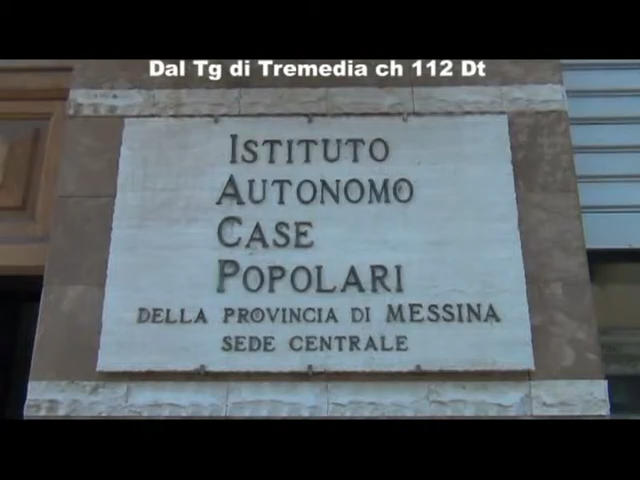 Dal Tg di Tremedia ch 112 Dt
ISTITUTO
AUTONOMO
CASE
POPOLARI
DELLA PROVINCIA DI MESSINA
SEDE CENTRALE